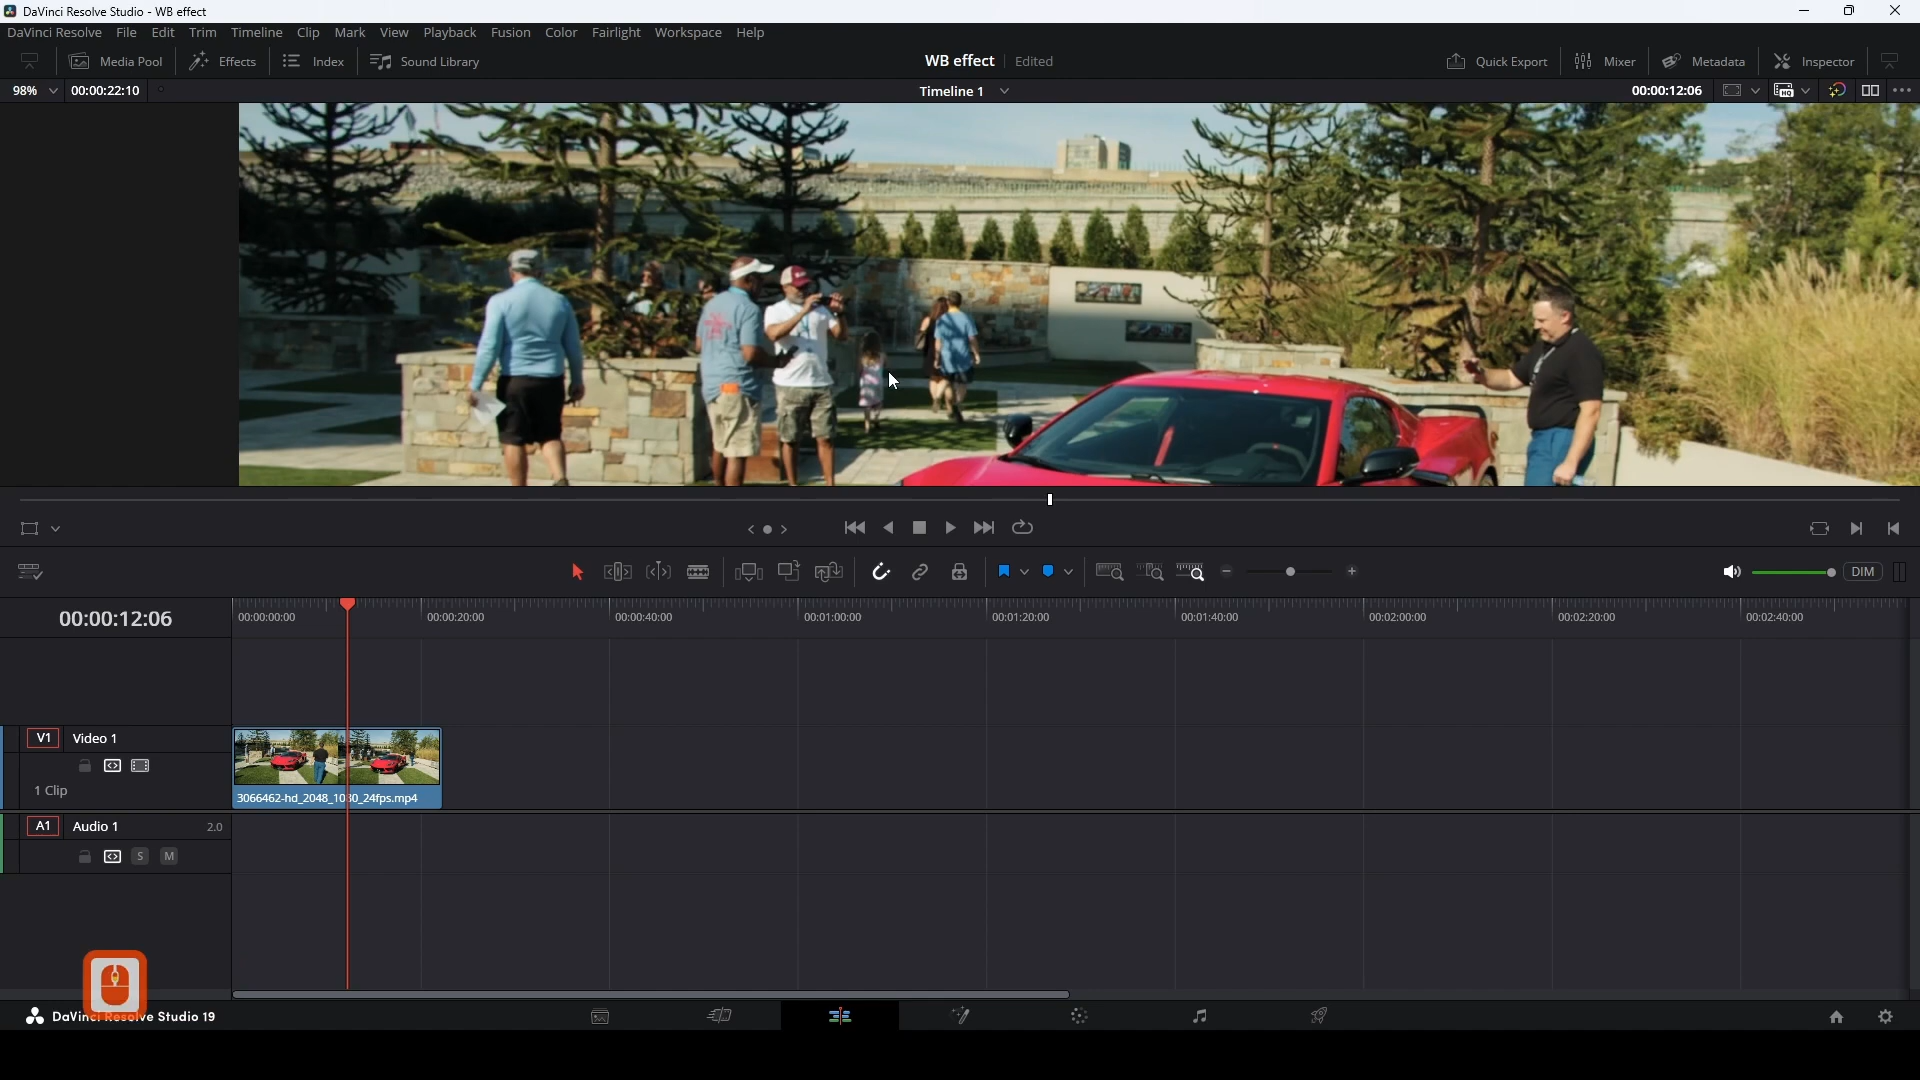 DaVinci Resolve Studio - WB effect
DaVinci Resolve File Edit Trim Timeline Clip Mark View Playback Fusion Color Fairlight Workspace Help
Media Pool Effects Index Sound Library WB effect Edited Quick Export Mixer Metadata Inspector
98% 00:00:22:10 Timeline 1 00:00:12:06 HQ
DIM
00:00:12:06 00:00:00:00 00:00:20:00 00:00:40:00 00:01:00:00 00:01:20:00 00:01:40:00 00:02:00:00 00:02:20:00 00:02:40:00
V1 Video 1
1 Clip
3066462-hd_2048_1080_24fps.mp4
A1 Audio 1 2.0
S M
DaVinci Resolve Studio 19